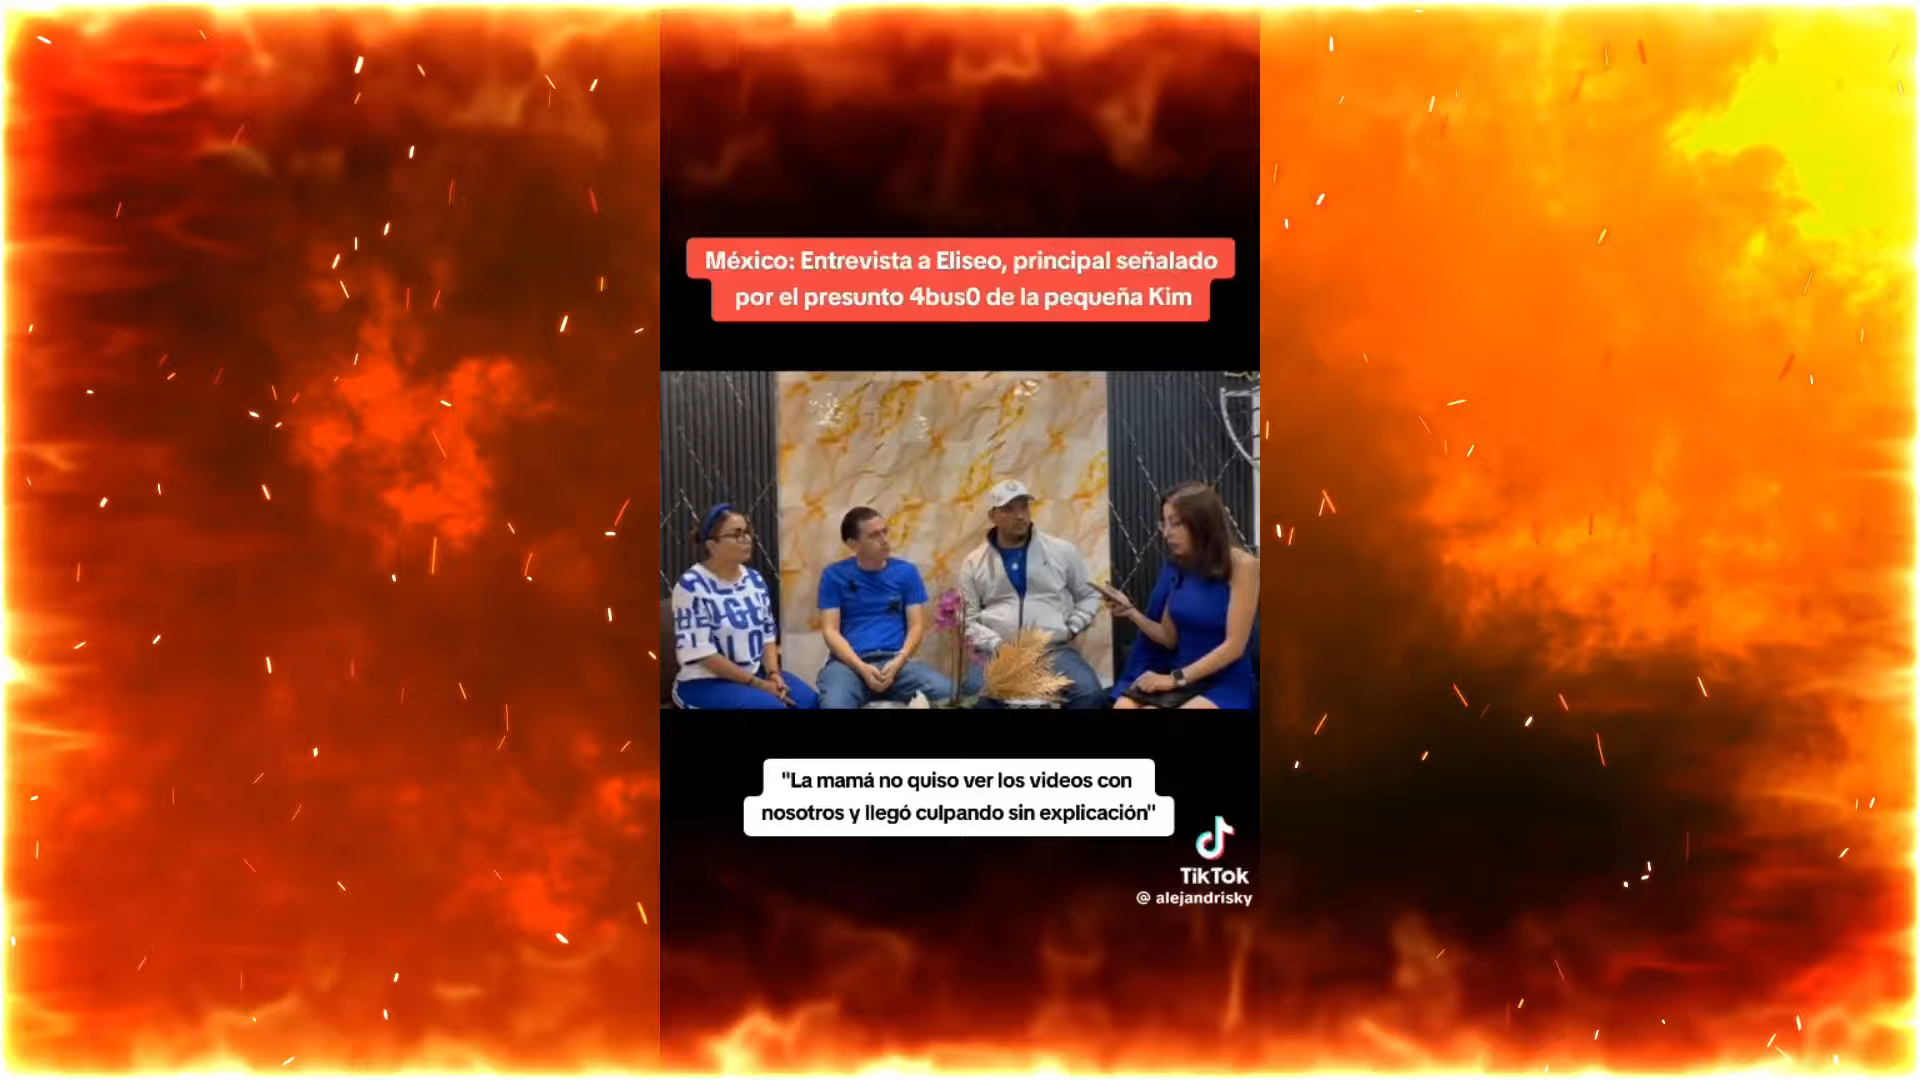 México: Entrevista a Eliseo, principal señalado
por el presunto 4bus0 de la pequeña Kim
"La mamá no quiso ver los videos con
nosotros y llegó culpando sin explicación"
TikTok
@ alejandrisky